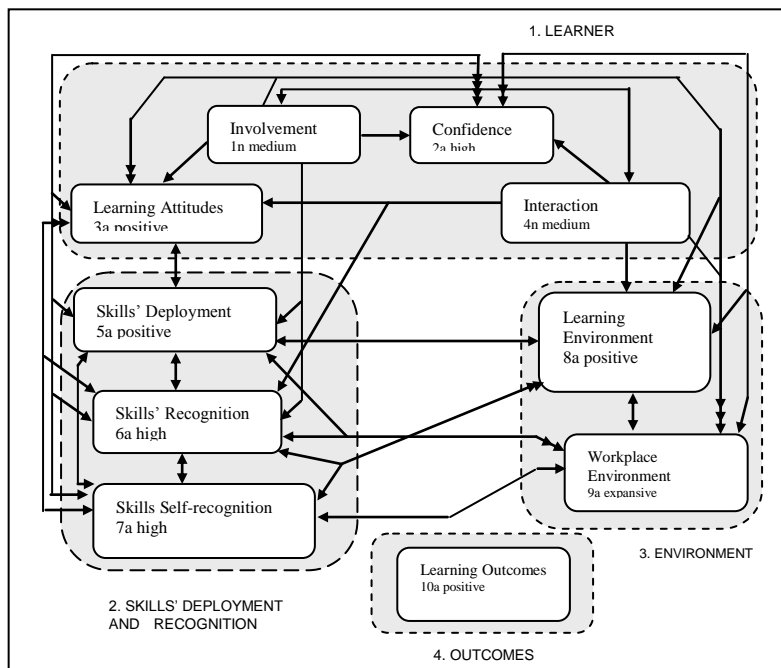 1. LEARNER
Involvement
1n medium
Confidence
2a high
Learning Attitudes
3a positive
Interaction
4n medium
Skills' Deployment
5a positive
Learning
Environment
8a positive
Skills' Recognition
6a high
Workplace
Environment
9a expansive
Skills Self-recognition
7a high
3. ENVIRONMENT
Learning Outcomes
10a positive
2. SKILLS' DEPLOYMENT
AND RECOGNITION
4. OUTCOMES